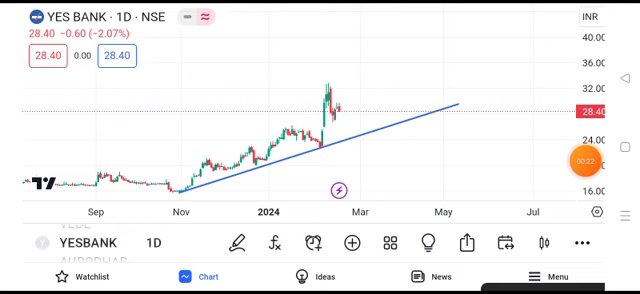 YES BANK · 1D · NSE
INR
28.40 −0.60 (−2.07%)
28.40 0.00 28.40
40.00
36.00
32.00
28.40
24.00
00:22
16.00
Sep Nov 2024 Mar May Jul
YESBANK 1D
Watchlist Chart Ideas News Menu